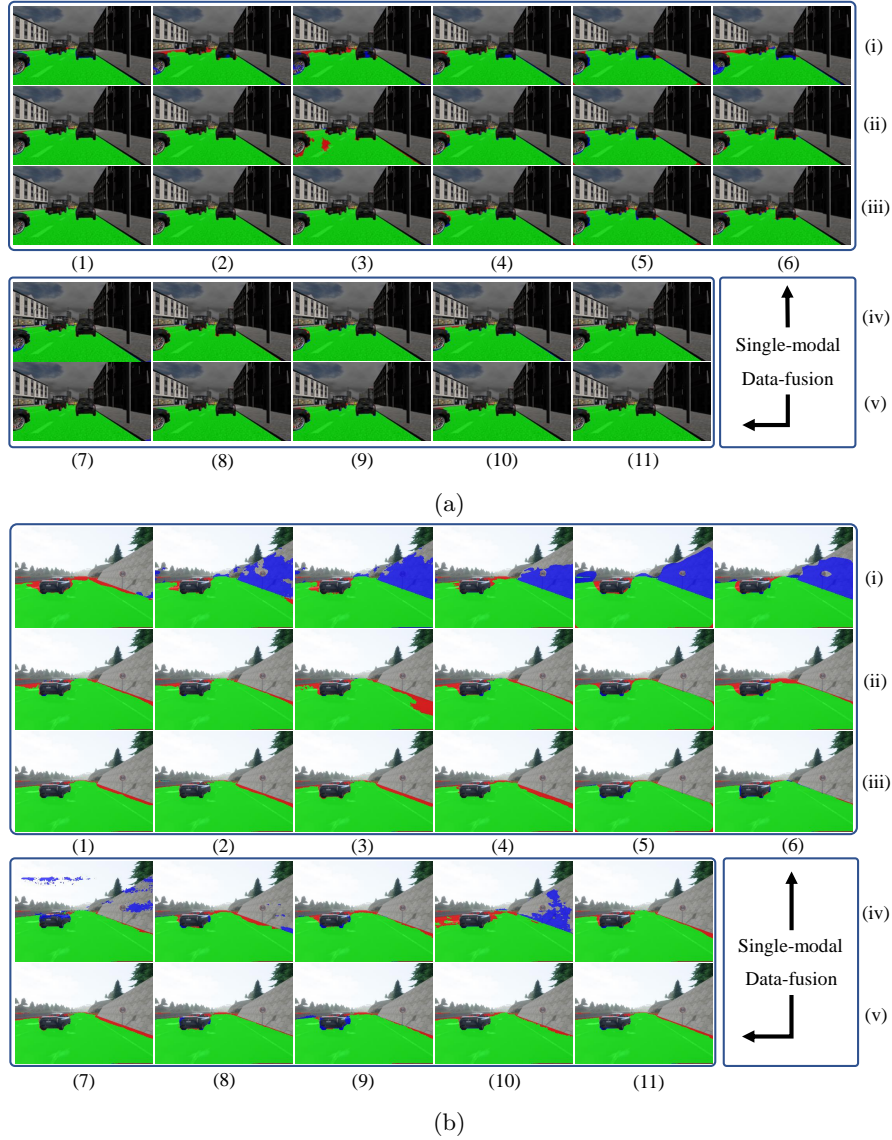 (i)
(ii)
(iii)
(1) (2) (3) (4) (5) (6)
(iv)
Single-modal
Data-fusion
(v)
(7) (8) (9) (10) (11)
(a)
(i)
(ii)
(iii)
(1) (2) (3) (4) (5) (6)
(iv)
Single-modal
Data-fusion
(v)
(7) (8) (9) (10) (11)
(b)